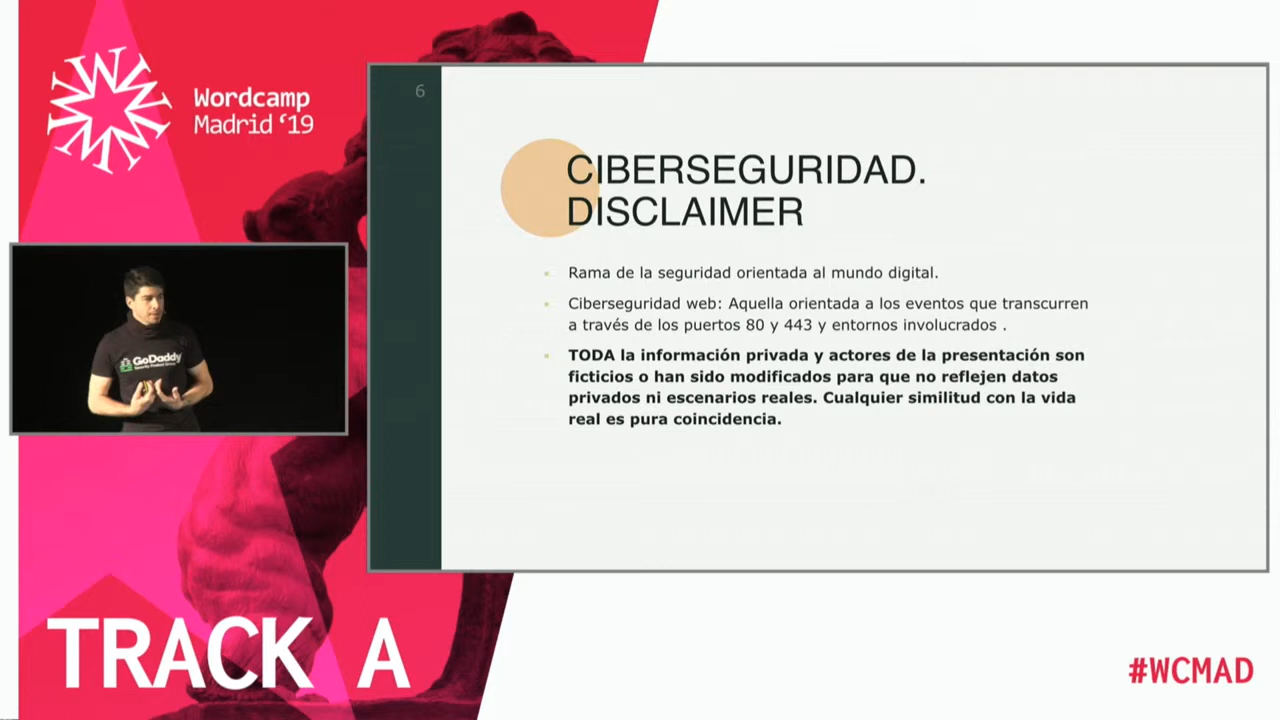 Wordcamp
Madrid ‘19
6
CIBERSEGURIDAD.
DISCLAIMER
Rama de la seguridad orientada al mundo digital.
Ciberseguridad web: Aquella orientada a los eventos que transcurren
a través de los puertos 80 y 443 y entornos involucrados .
TODA la información privada y actores de la presentación son
ficticios o han sido modificados para que no reflejen datos
privados ni escenarios reales. Cualquier similitud con la vida
real es pura coincidencia.
GoDaddy
TRACK A
#WCMAD